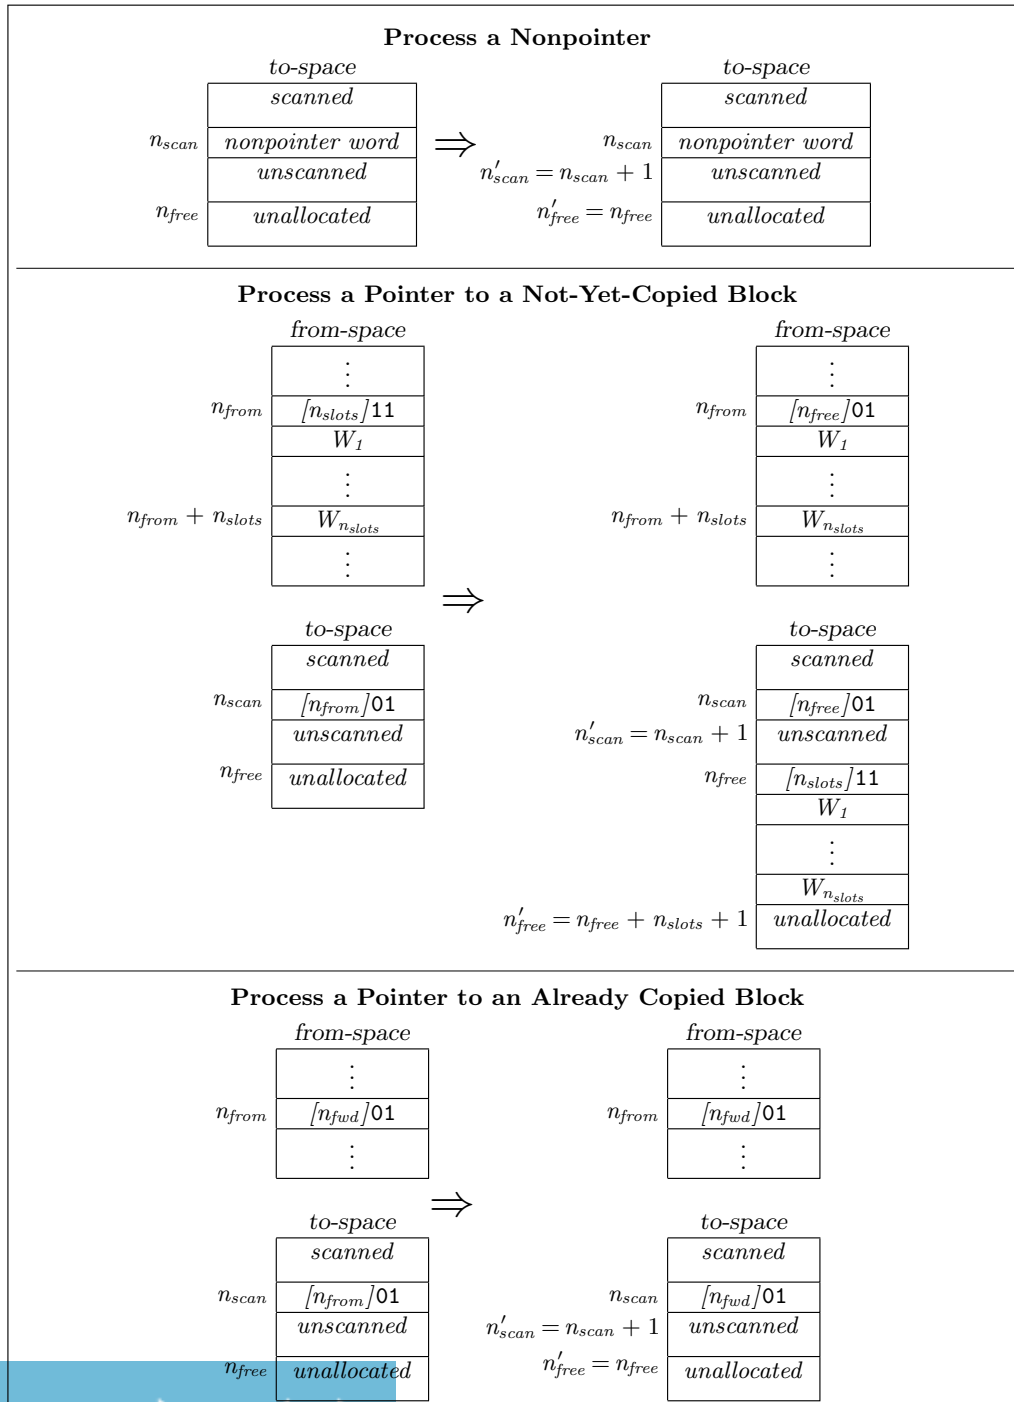 Process a Nonpointer
to-space to-space
scanned scanned
n_scan nonpointer word ⇒ n_scan nonpointer word
unscanned n′_scan = n_scan + 1 unscanned
n_free unallocated n′_free = n_free unallocated
Process a Pointer to a Not-Yet-Copied Block
from-space from-space
⋮ ⋮
n_from [n_slots]11 n_from [n_free]01
W_1 W_1
⋮ ⋮
n_from + n_slots W_n_slots n_from + n_slots W_n_slots
⋮ ⋮
⇒
to-space to-space
scanned scanned
n_scan [n_from]01 n_scan [n_free]01
unscanned n′_scan = n_scan + 1 unscanned
n_free unallocated n_free [n_slots]11
W_1
⋮
W_n_slots
n′_free = n_free + n_slots + 1 unallocated
Process a Pointer to an Already Copied Block
from-space from-space
⋮ ⋮
n_from [n_fwd]01 n_from [n_fwd]01
⋮ ⋮
⇒
to-space to-space
scanned scanned
n_scan [n_from]01 n_scan [n_fwd]01
unscanned n′_scan = n_scan + 1 unscanned
n_free unallocated n′_free = n_free unallocated